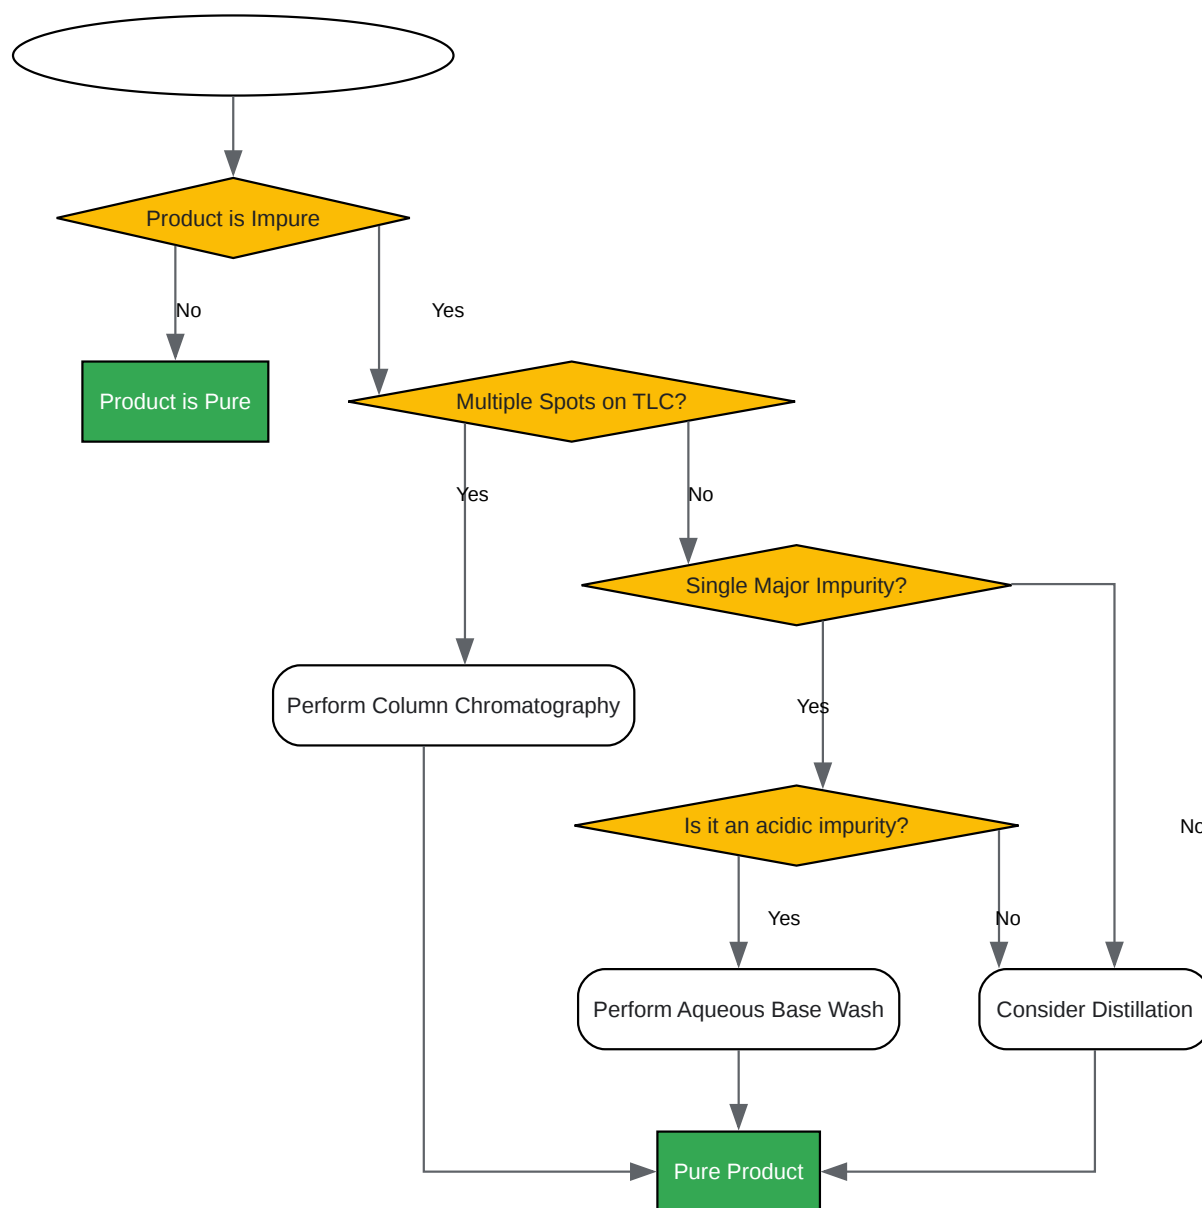 Product is Impure
No
Yes
Product is Pure
Multiple Spots on TLC?
Yes
No
Single Major Impurity?
Perform Column Chromatography
Yes
Is it an acidic impurity?
No
Yes
No
Perform Aqueous Base Wash
Consider Distillation
Pure Product